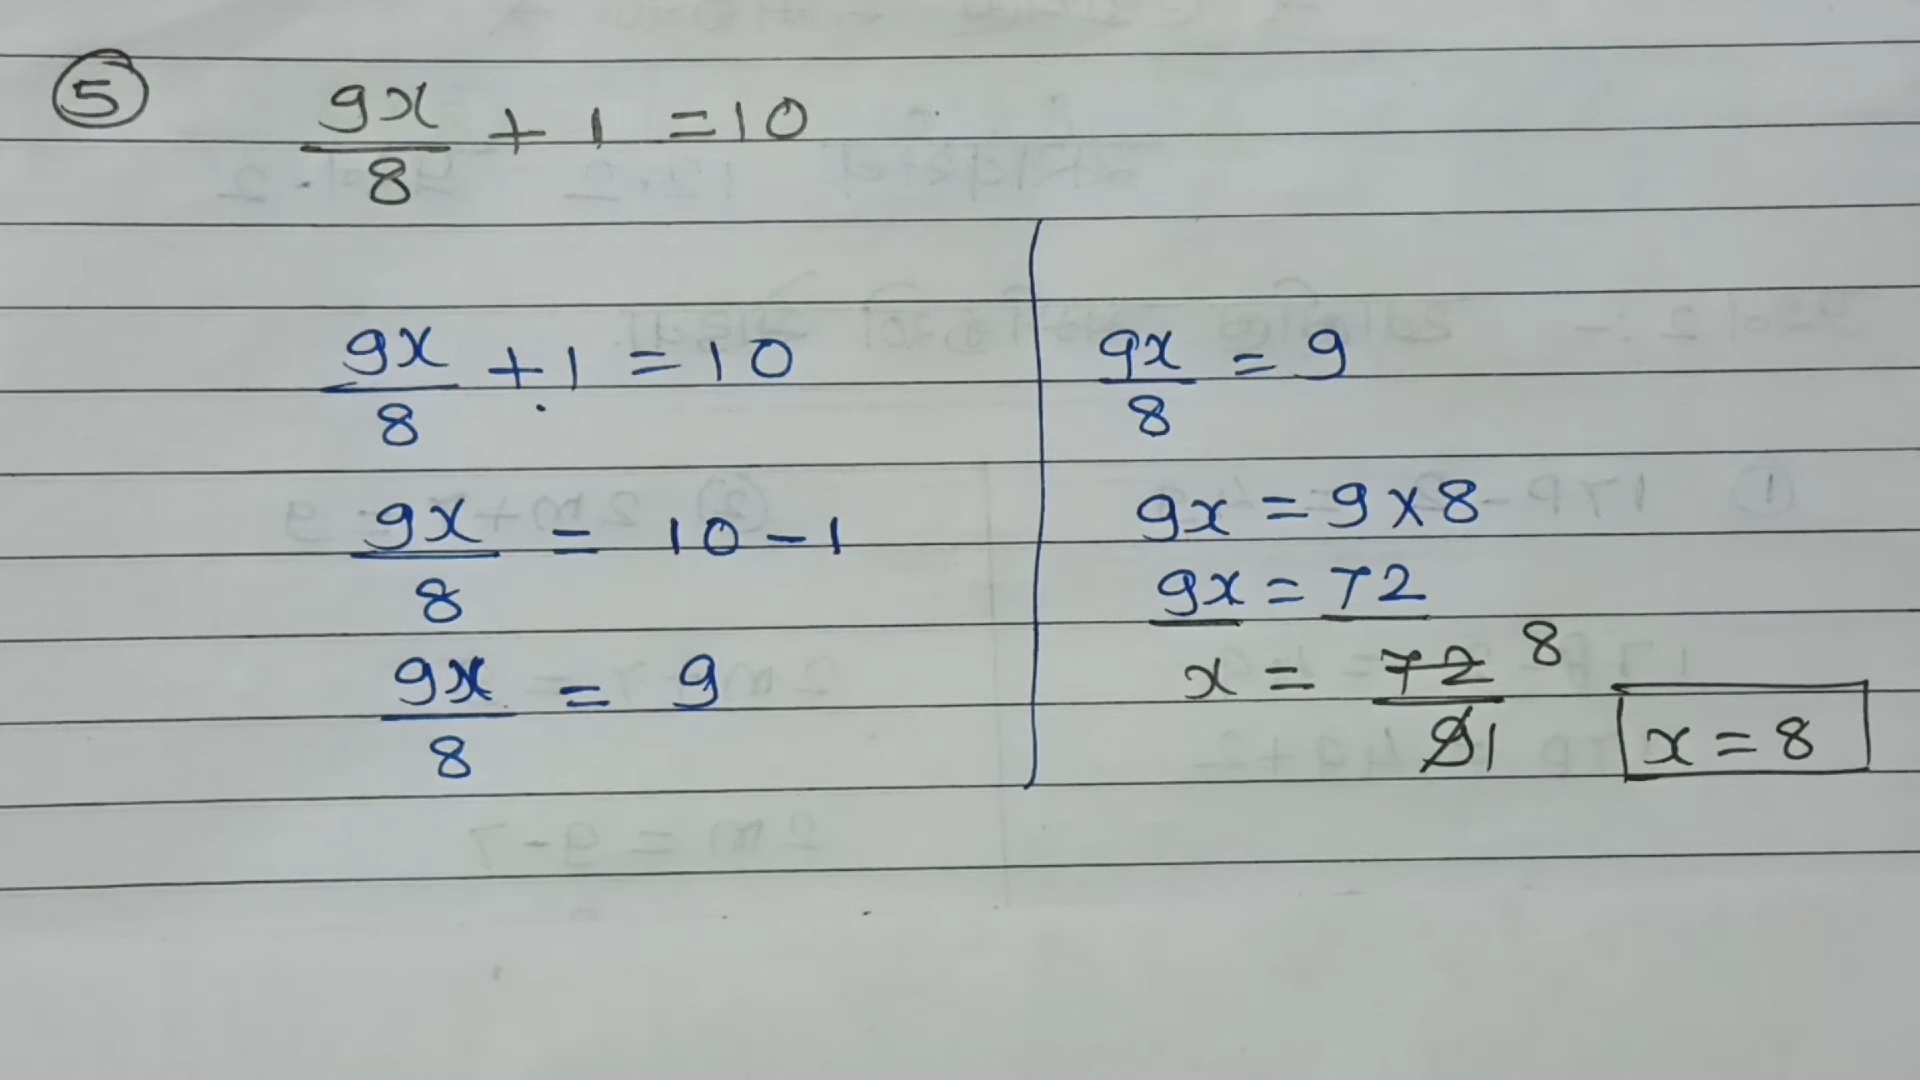 ⑤ 9x/8 + 1 = 10
9x/8 + 1 = 10
9x/8 = 10 - 1
9x/8 = 9
9x/8 = 9
9x = 9 × 8
9x = 72
x = 72/9 8 1
x = 8